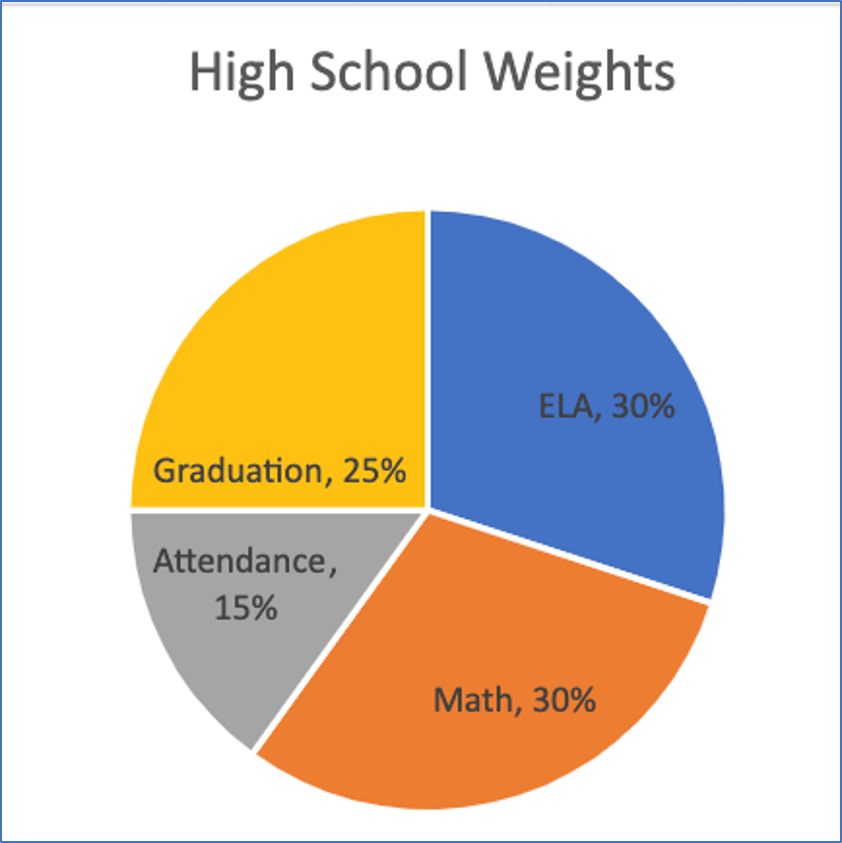 High School Weights
ELA, 30%
Graduation, 25%
Attendance,
15%
Math, 30%